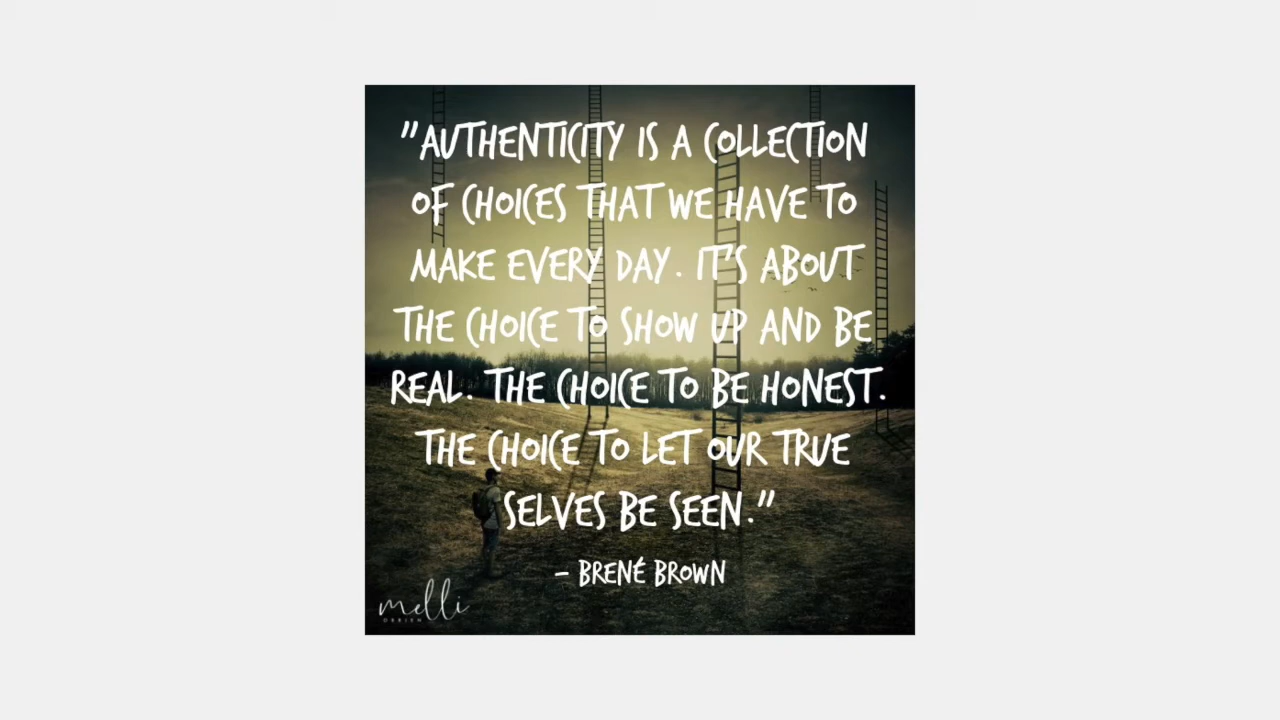 "AUTHENTICITY IS A COLLECTION
OF CHOICES THAT WE HAVE TO
MAKE EVERY DAY. IT'S ABOUT
THE CHOICE TO SHOW UP AND BE
REAL. THE CHOICE TO BE HONEST.
THE CHOICE TO LET OUR TRUE
SELVES BE SEEN."
- BRENÉ BROWN
melli
OBRIEN